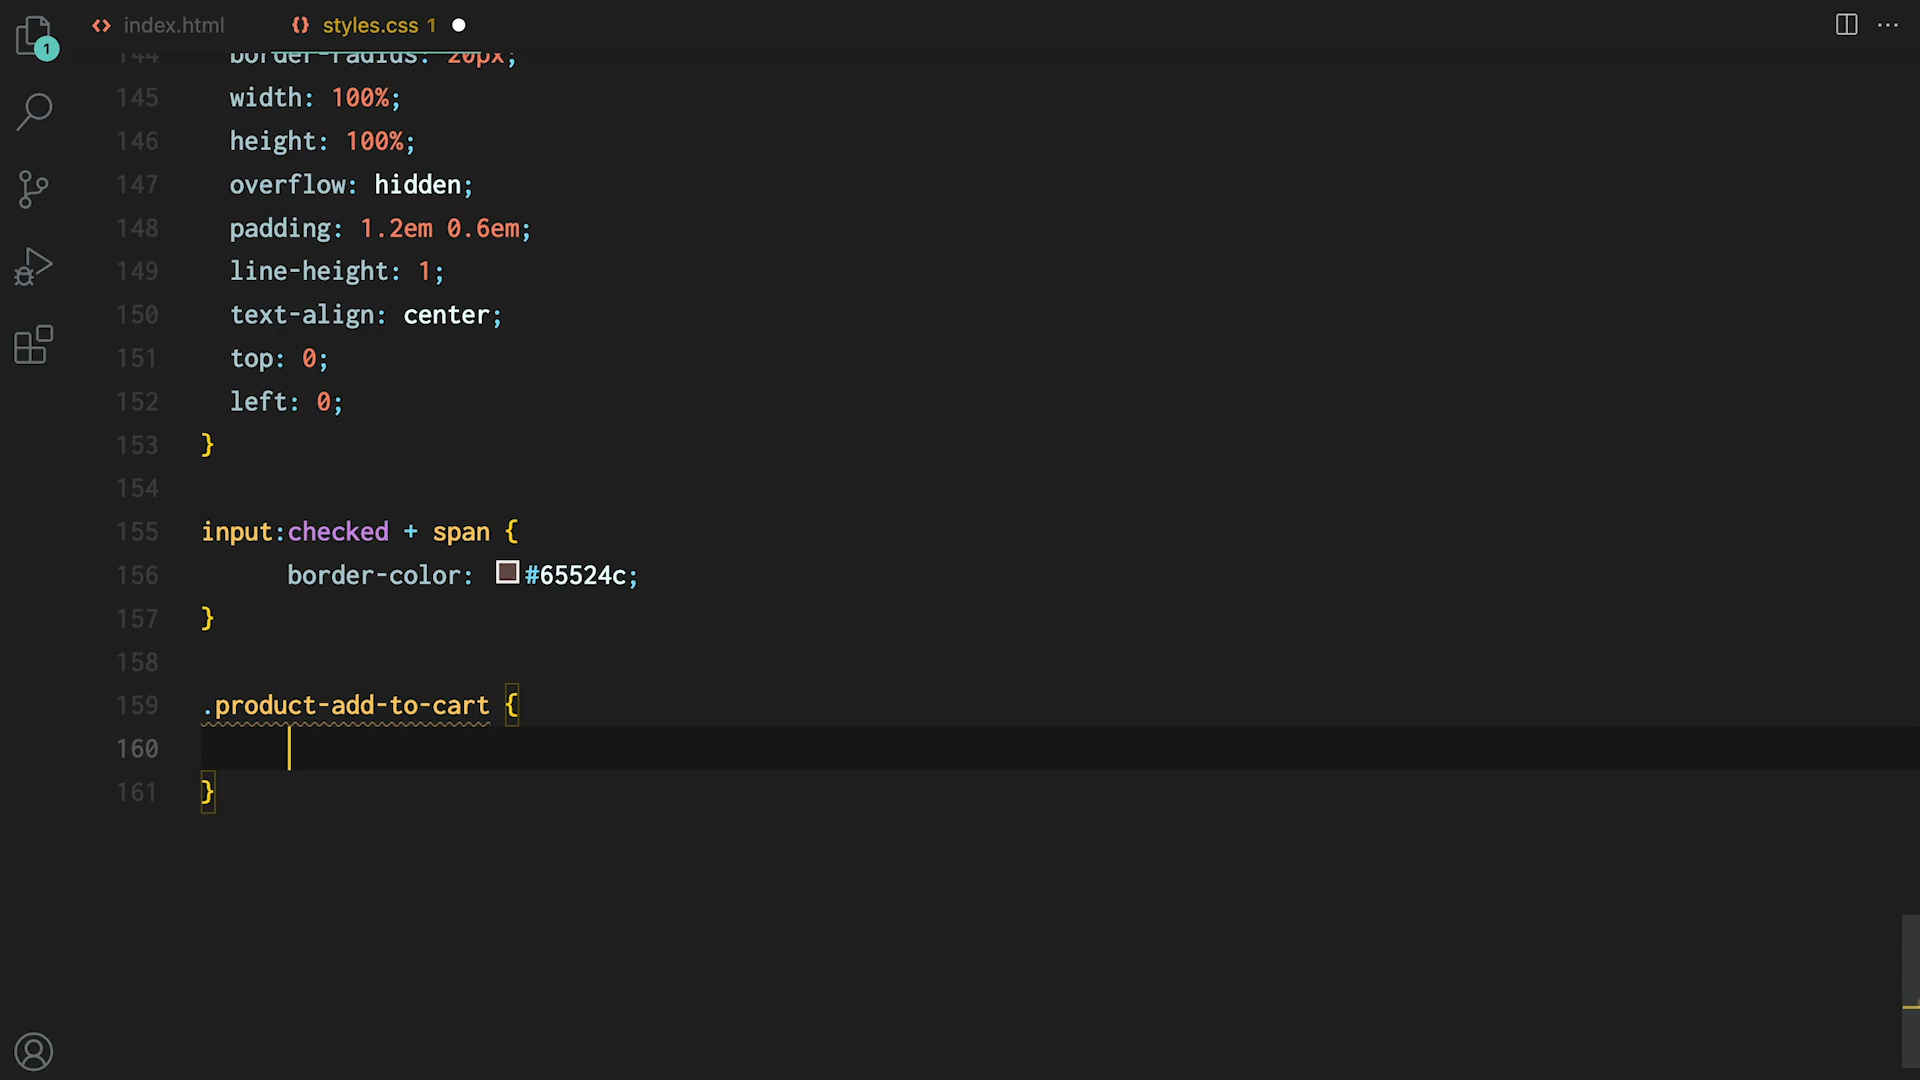 index.html
styles.css 1
1
144 border-radius: 20px;
145 width: 100%;
146 height: 100%;
147 overflow: hidden;
148 padding: 1.2em 0.6em;
149 line-height: 1;
150 text-align: center;
151 top: 0;
152 left: 0;
153 }
154
155 input:checked + span {
156 border-color: #65524c;
157 }
158
159 .product-add-to-cart {
160
161 }